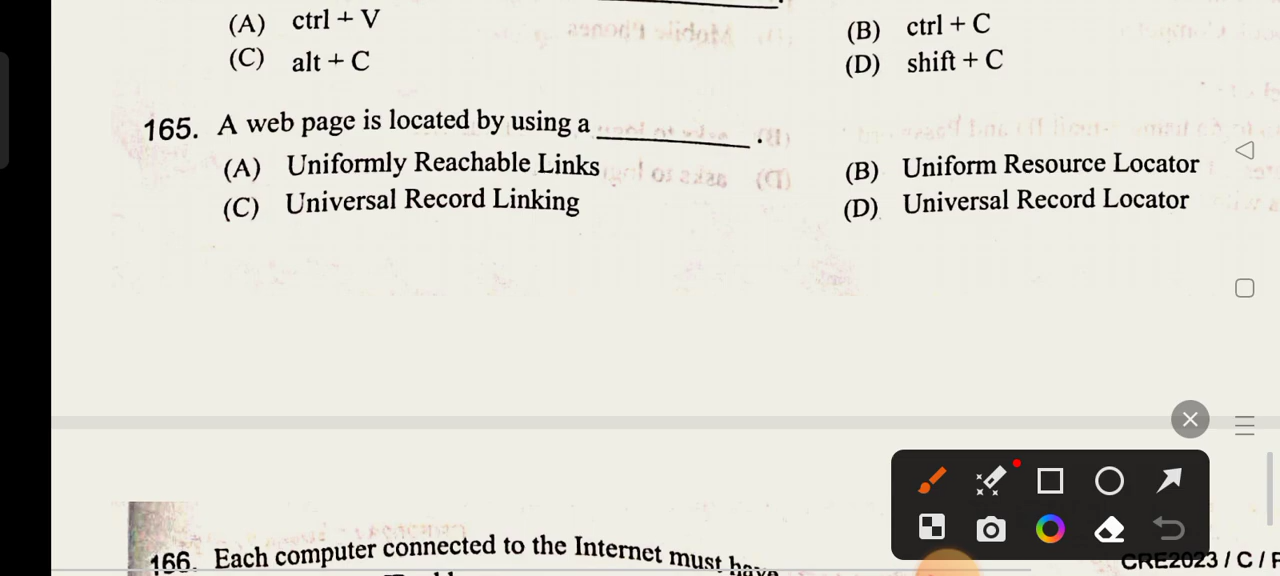 (A) ctrl + V (B) ctrl + C
(C) alt + C (D) shift + C
165. A web page is located by using a ________ .
(A) Uniformly Reachable Links (B) Uniform Resource Locator
(C) Universal Record Linking (D) Universal Record Locator
166. Each computer connected to the Internet must have
CRE2023 / C /